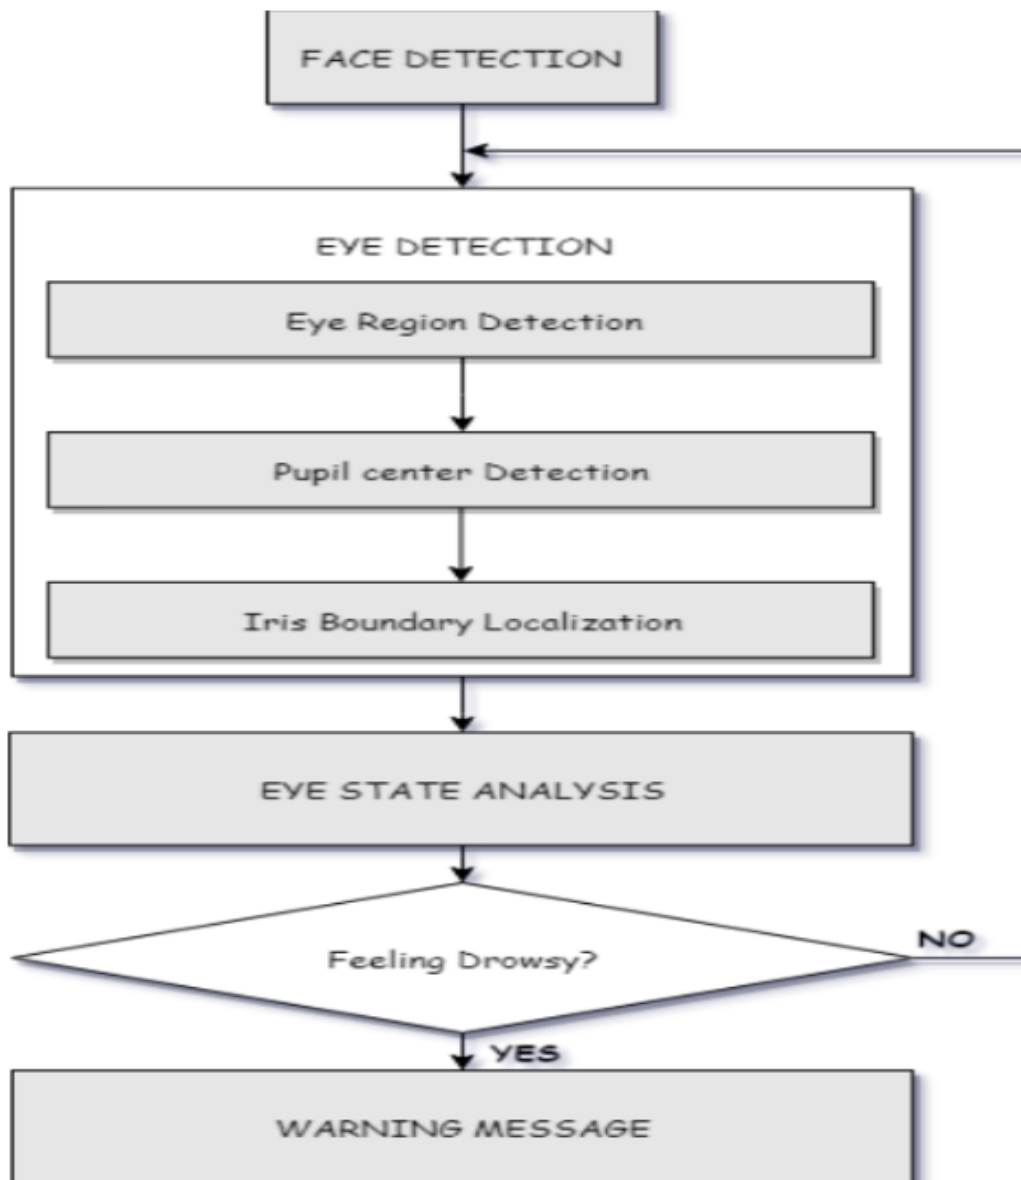 FACE DETECTION
EYE DETECTION
Eye Region Detection
Pupil center Detection
Iris Boundary Localization
EYE STATE ANALYSIS
Feeling Drowsy?
NO
YES
WARNING MESSAGE